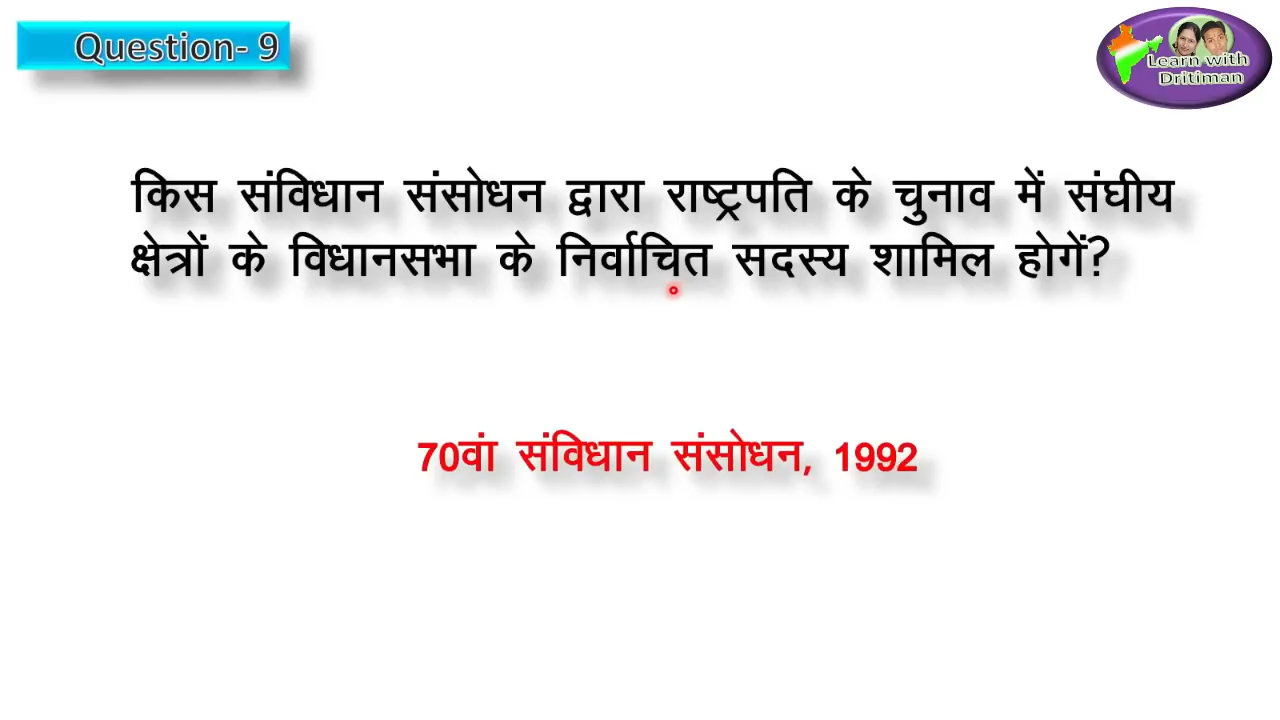 Question- 9
Learn with
Dritiman
किस संविधान संसोधन द्वारा राष्ट्रपति के चुनाव में संघीय
क्षेत्रों के विधानसभा के निर्वाचित सदस्य शामिल होगें?
70वां संविधान संसोधन, 1992